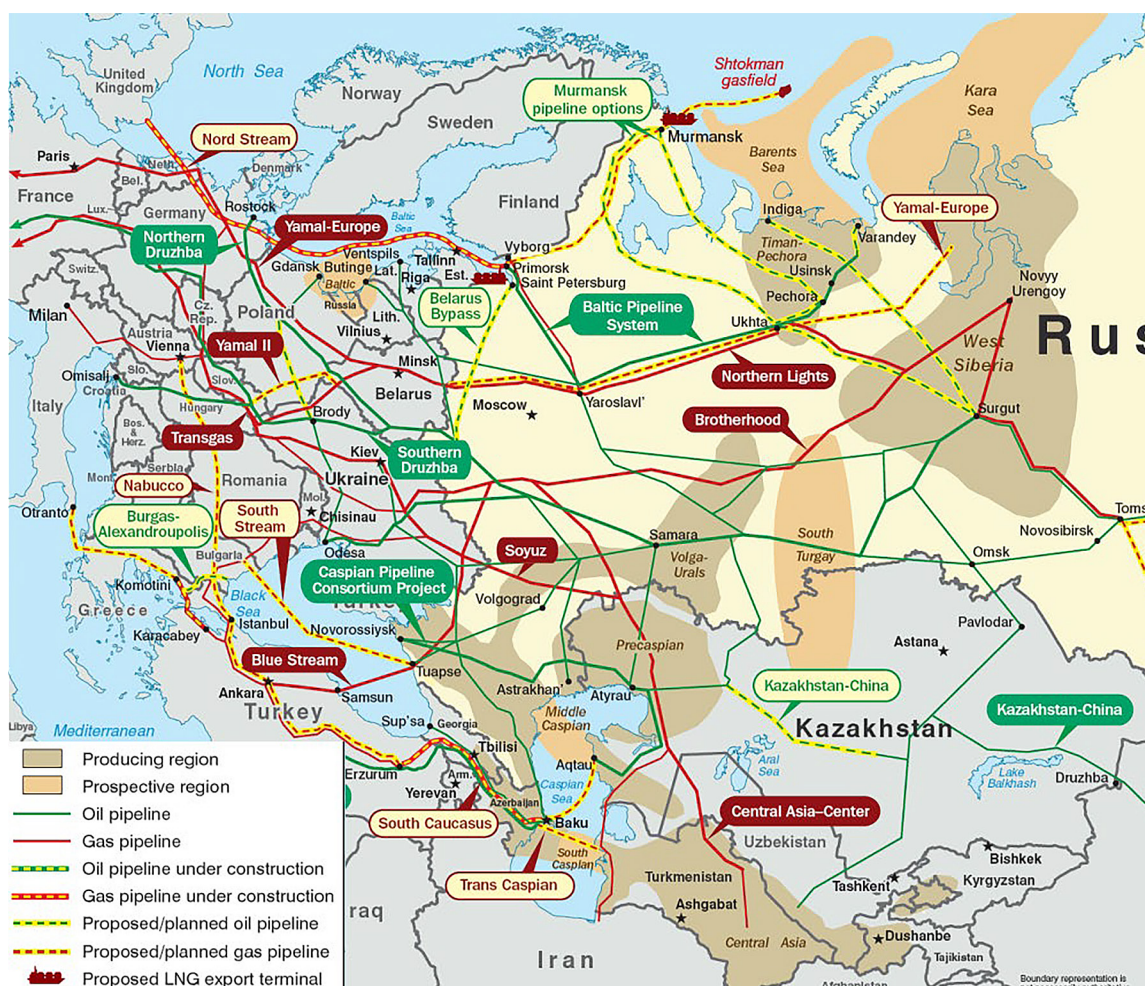 North Sea
United
Kingdom
Norway
Sweden
Finland
Murmansk
pipeline options
Shtokman
gasfield
Kara
Sea
Murmansk
Barents
Sea
Nord Stream
Paris
Neth.
Bel.
Denmark
France
Lux.
Germany
Rostock
Baltic
Sea
Yamal-Europe
Northern
Druzhba
Ventspils
Tallinn
Est.
Vyborg
Primorsk
Saint Petersburg
Gdansk
Butinge
Lat.
Riga
Baltic
Russia
Lith.
Vilnius
Belarus
Bypass
Baltic Pipeline
System
Indiga
Varandey
Timan-
Pechora
Usinsk
Pechora
Ukhta
Yamal-Europe
Novyy
Urengoy
Rus
West
Siberia
Switz.
Milan
Cz.
Rep.
Poland
Austria
Vienna
Yamal II
Minsk
Belarus
Moscow
Yaroslavl'
Northern Lights
Brotherhood
Surgut
Omisalj
Slo.
Croatia
Slov.
Hungary
Italy
Bos.
& Herz.
Brody
Transgas
Southern
Druzhba
Kiev
Ukraine
Mont.
Serbia
Nabucco
Romania
Mol.
Chisinau
South
Stream
Otranto
Burgas-
Alexandroupolis
Odesa
Bulgaria
Soyuz
Samara
Volga-
Urals
South
Turgay
Omsk
Novosibirsk
Toms
Komotini
Greece
Black
Sea
Istanbul
Karacabey
Caspian Pipeline
Consortium Project
Turkey
Volgograd
Novorossiysk
Tuapse
Precaspian
Astana
Pavlodar
Blue Stream
Ankara
Samsun
Turkey
Astrakhan'
Atyrau
Kazakhstan-China
Kazakhstan
Kazakhstan-China
Libya
Mediterranean
Sup'sa
Georgia
Tbilisi
Middle
Caspian
Aqtau
Aral
Sea
Lake
Balkhash
Druzhba
Erzurum
Arm.
Yerevan
Azerbaijan
Caspian
Sea
Baku
South Caucasus
Central Asia–Center
Uzbekistan
Bishkek
Kyrgyzstan
Trans Caspian
South
Caspian
Turkmenistan
Ashgabat
Tashkent
Dushanbe
Tajikistan
Central Asia
raq
Iran
Afghanistan
Boundary representation is
Producing region
Prospective region
Oil pipeline
Gas pipeline
Oil pipeline under construction
Gas pipeline under construction
Proposed/planned oil pipeline
Proposed/planned gas pipeline
Proposed LNG export terminal